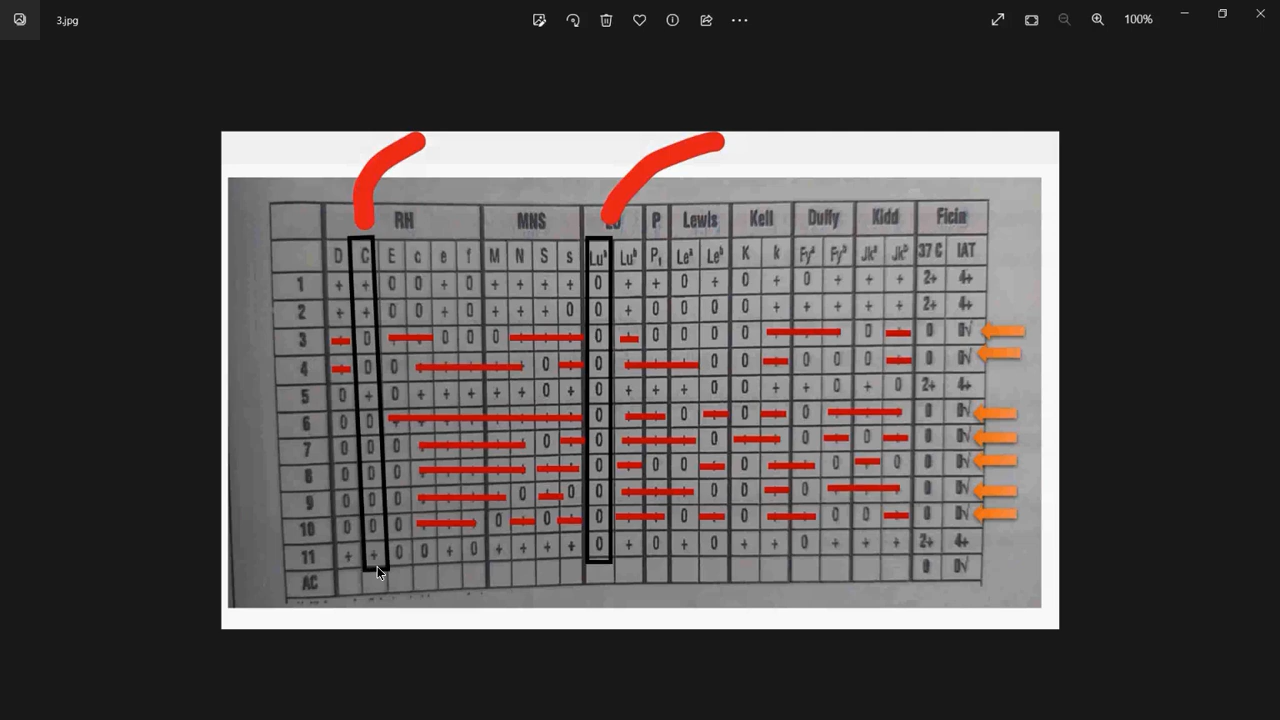 3.jpg 100%
RH MNS P Lewis Kell Duffy Kidd Ficin
D C E c e f M N S s Luᵃ Luᵇ P₁ Leᵃ Leᵇ K k Fyᵃ Fyᵇ Jkᵃ Jkᵇ 37 C IAT
1 + + 0 0 + 0 + + + + 0 + + 0 + 0 + 0 + + + 2+ 4+
2 + + 0 0 + 0 + + + 0 0 + 0 + 0 0 + + + + + 2+ 4+
3 0 0 0 0 0 0 0 0 0 0 0 0√
4 0 0 0 0 0 0 0 0 0 0 0√
5 0 + 0 + + + + + + + 0 + + + 0 0 + 0 + + 0 2+ 4+
6 0 0 0 0 0 0 0 0√
7 0 0 0 0 0 0 0 0 0 0√
8 0 0 0 0 0 0 0 0 0 0 0√
9 0 0 0 0 0 0 0 0 0 0 0√
10 0 0 0 0 0 0 0 0 0 0 0 0√
11 + + 0 0 + 0 + + + + 0 + 0 + 0 + + 0 + + + 2+ 4+
AC 0 0√